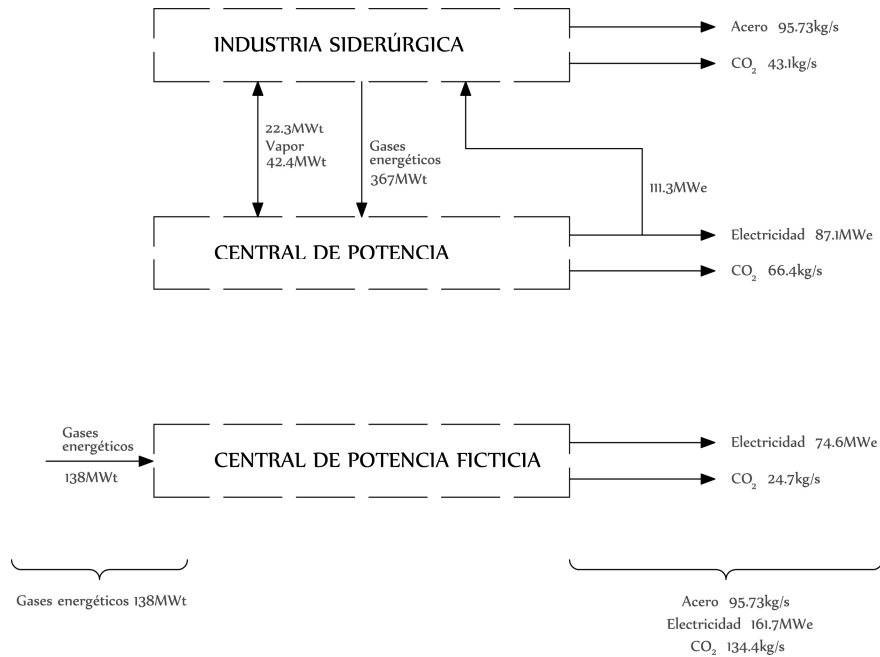 INDUSTRIA SIDERÚRGICA
Acero 95.73kg/s
CO₂ 43.1kg/s
22.3MWt
Vapor
42.4MWt
Gases
energéticos
367MWt
111.3MWe
CENTRAL DE POTENCIA
Electricidad 87.1MWe
CO₂ 66.4kg/s
Gases
energéticos
138MWt
CENTRAL DE POTENCIA FICTICIA
Electricidad 74.6MWe
CO₂ 24.7kg/s
Gases energéticos 138MWt
Acero 95.73kg/s
Electricidad 161.7MWe
CO₂ 134.4kg/s